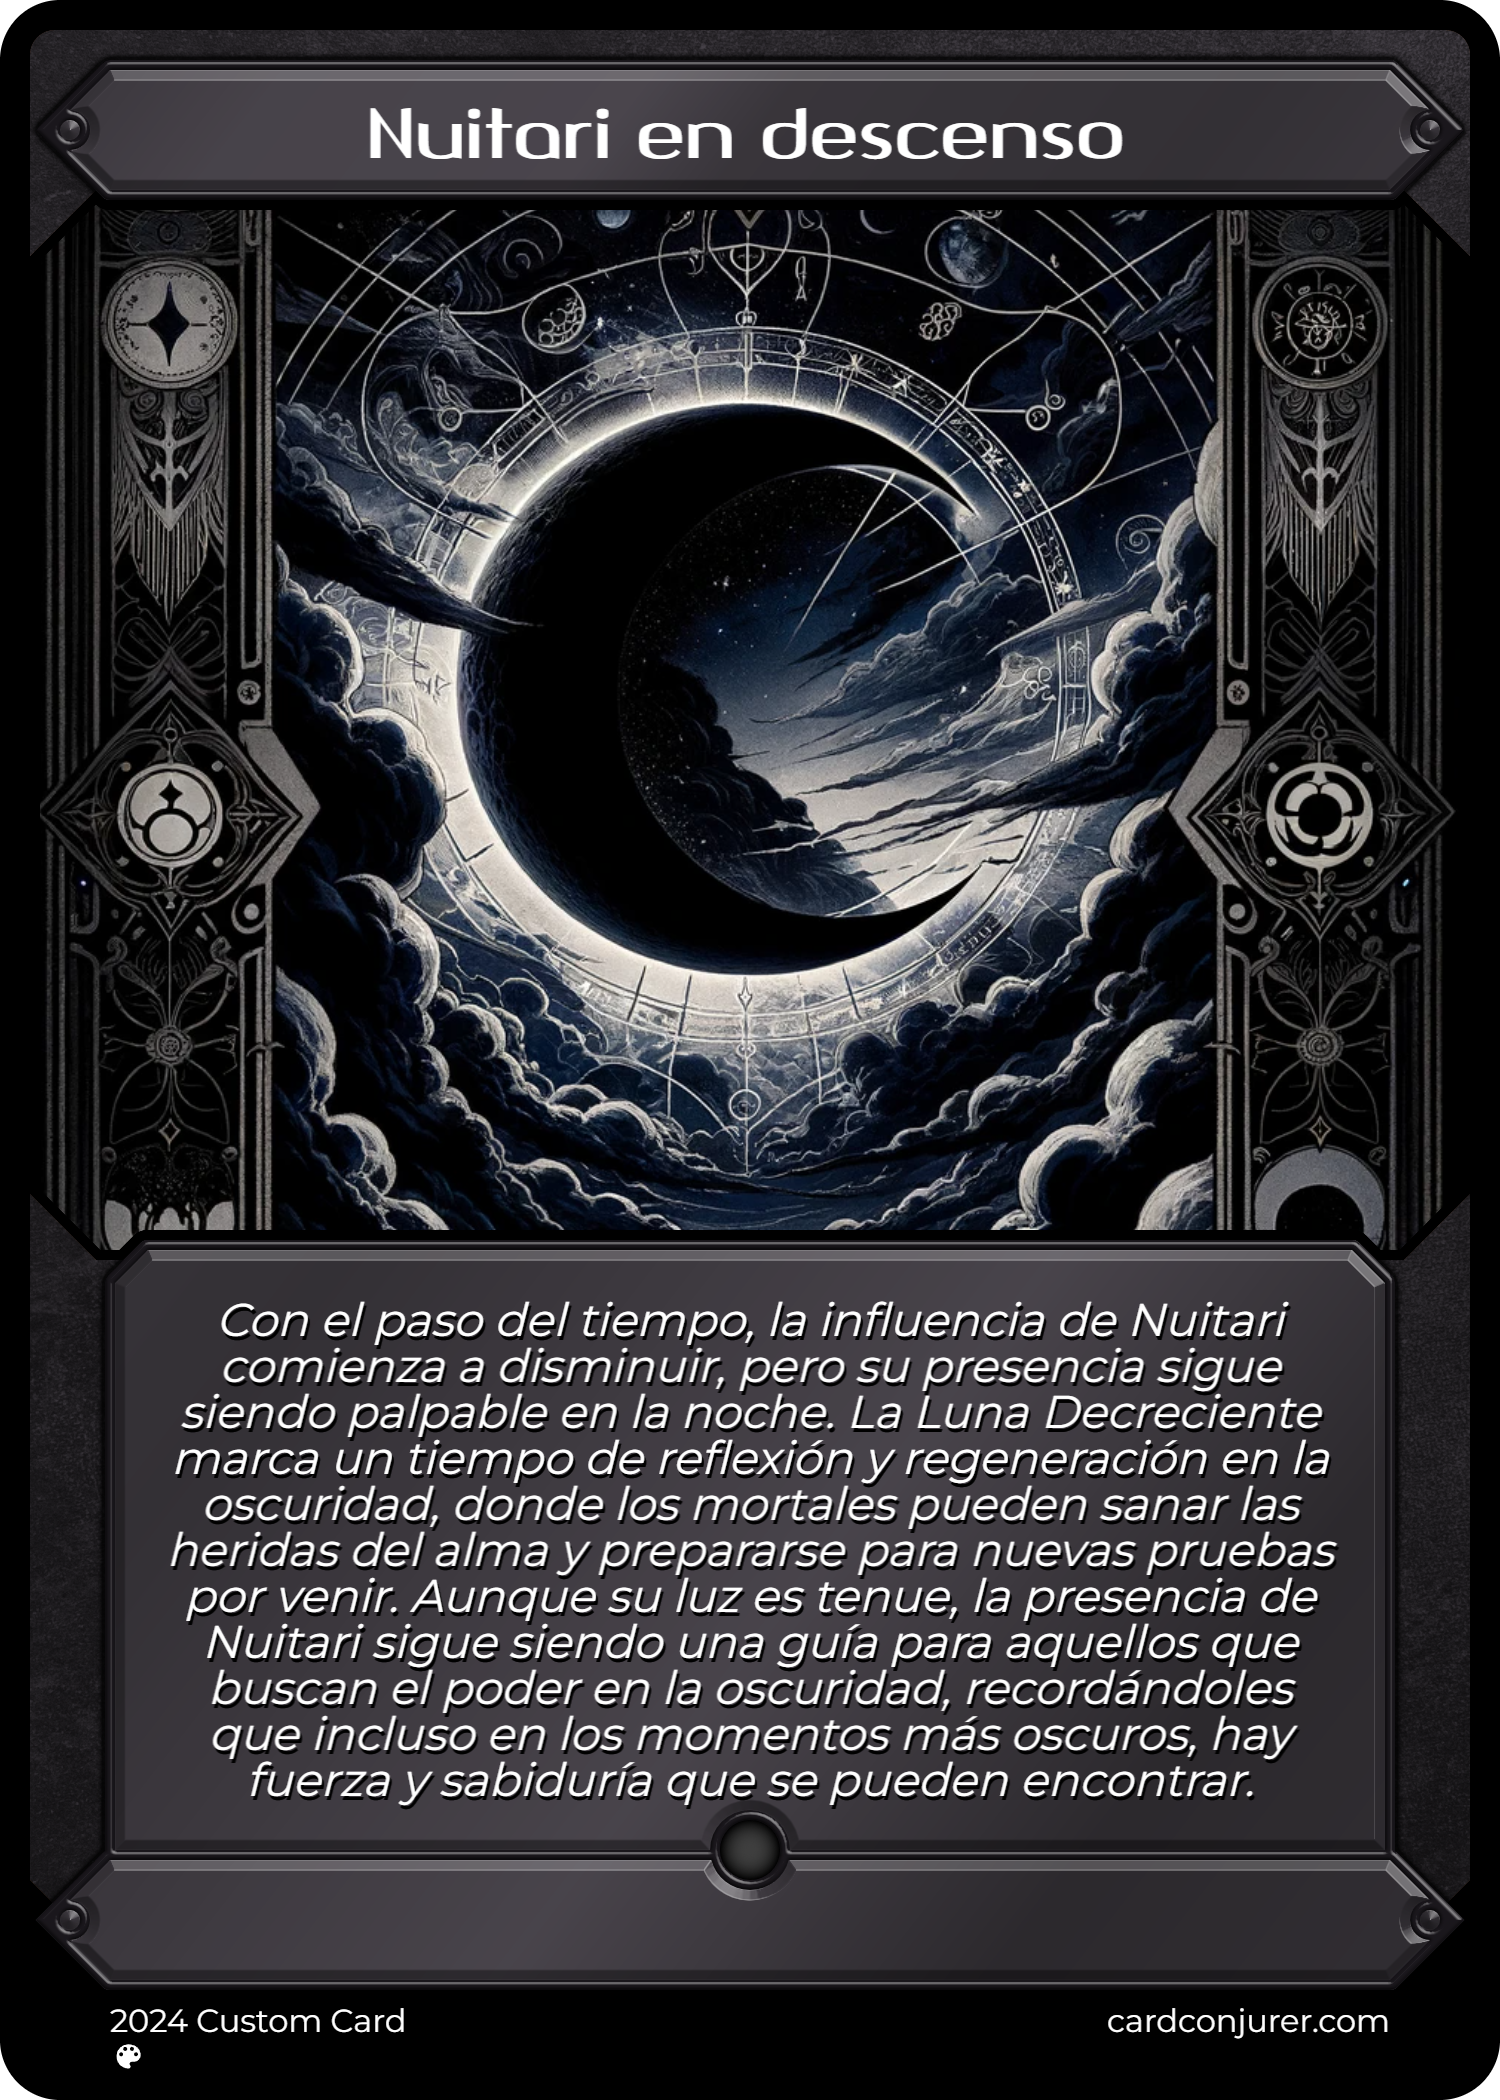 Nuitari en descenso
Con el paso del tiempo, la influencia de Nuitari
comienza a disminuir, pero su presencia sigue
siendo palpable en la noche. La Luna Decreciente
marca un tiempo de reflexión y regeneración en la
oscuridad, donde los mortales pueden sanar las
heridas del alma y prepararse para nuevas pruebas
por venir. Aunque su luz es tenue, la presencia de
Nuitari sigue siendo una guía para aquellos que
buscan el poder en la oscuridad, recordándoles
que incluso en los momentos más oscuros, hay
fuerza y sabiduría que se pueden encontrar.
2024 Custom Card
cardconjurer.com